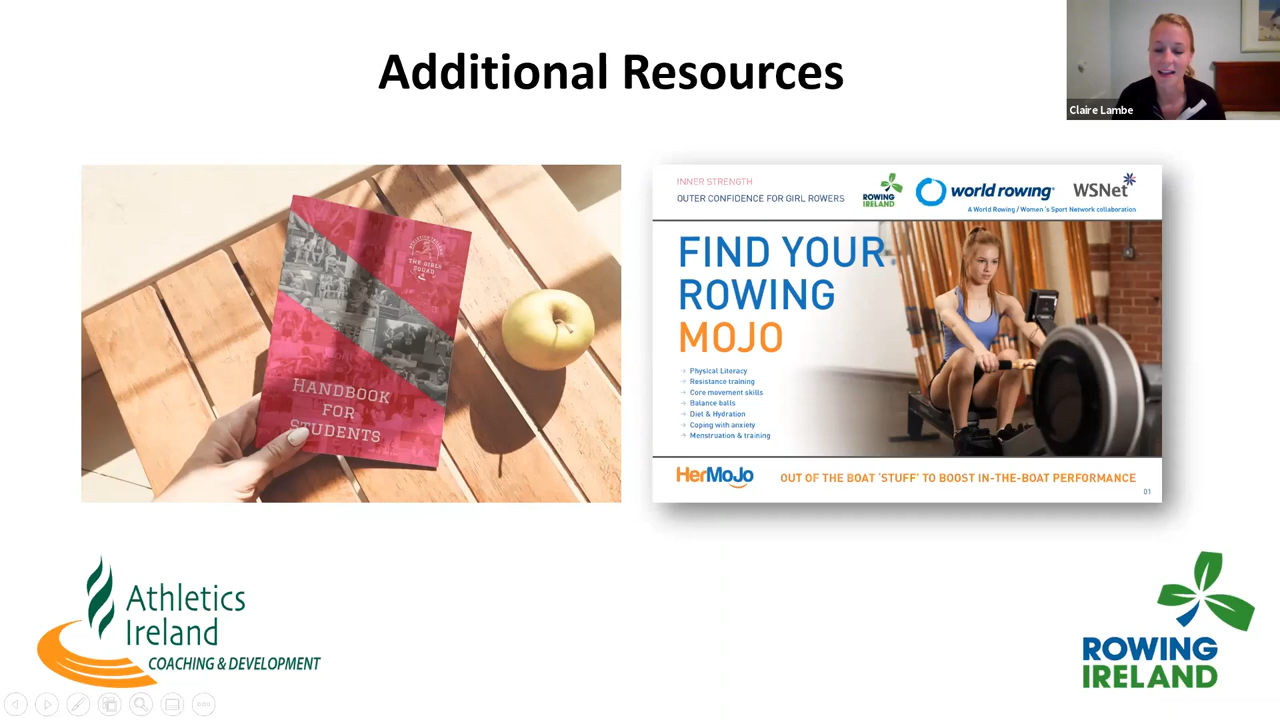 Additional Resources
Claire Lambe
THE GIRLS
SQUAD
HANDBOOK
FOR
STUDENTS
INNER STRENGTH
OUTER CONFIDENCE FOR GIRL ROWERS
ROWING
IRELAND
world rowing
WSNet
A World Rowing / Women's Sport Network collaboration
FIND YOUR
ROWING
MOJO
Physical Literacy
Resistance training
Core movement skills
Balance balls
Diet & Hydration
Coping with anxiety
Menstruation & training
HerMoJo
OUT OF THE BOAT 'STUFF' TO BOOST IN-THE-BOAT PERFORMANCE
01
Athletics
Ireland
COACHING & DEVELOPMENT
ROWING
IRELAND